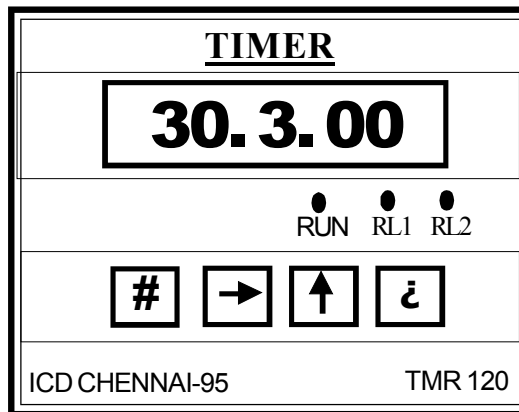 TIMER
30. 3. 00
RUN RL1 RL2
# → ↑ ¿
ICD CHENNAI-95 TMR 120